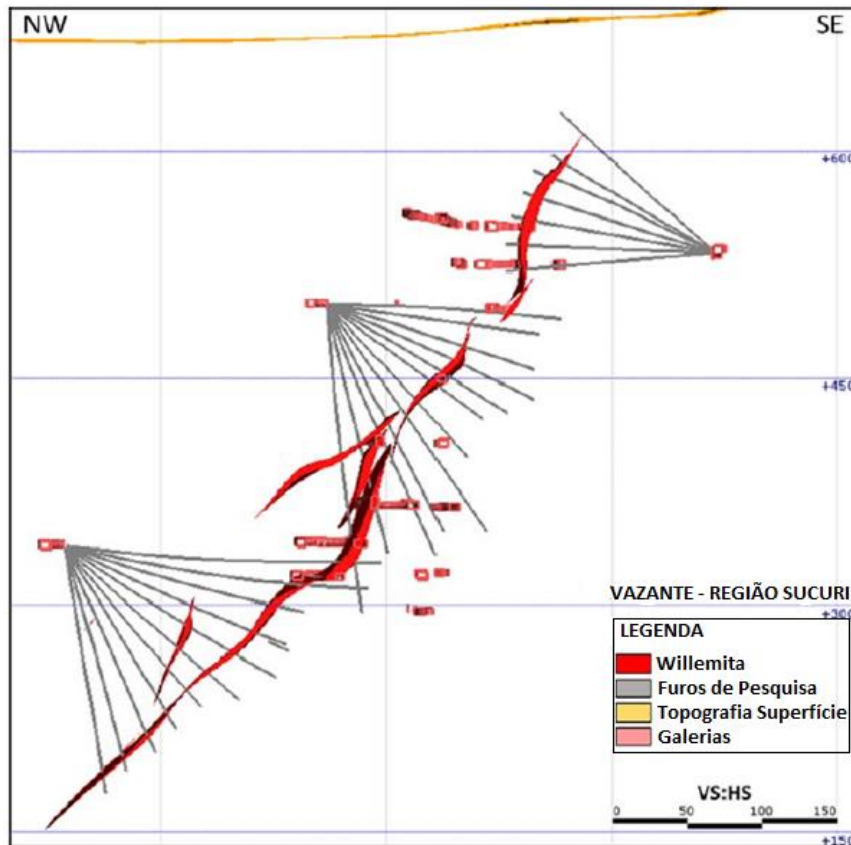 NW SE
+600
+450
VAZANTE - REGIÃO SUCURI
+300
LEGENDA
Willemita
Furos de Pesquisa
Topografia Superfície
Galerias
VS:HS
0 50 100 150
+150